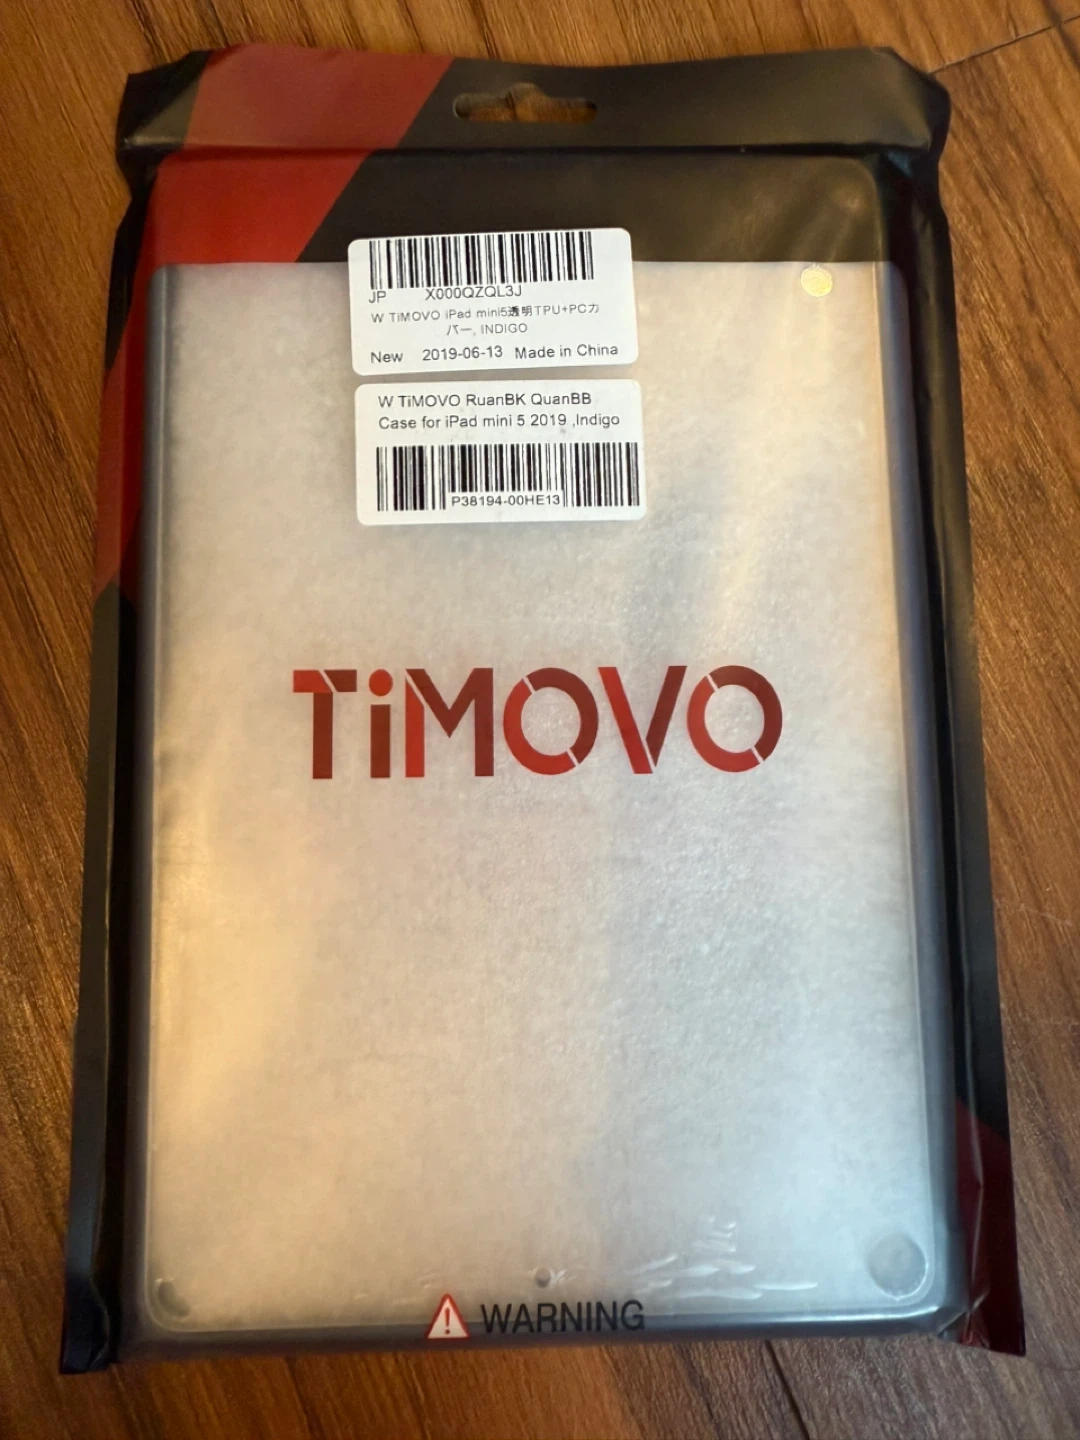 JP X000QZQL3J
W TiMOVO iPad mini5透明TPU+PCカ
バー, INDIGO
New 2019-06-13 Made in China
W TiMOVO RuanBK QuanBB
Case for iPad mini 5 2019 ,Indigo
P38194-00HE13
TiMOVO
WARNING